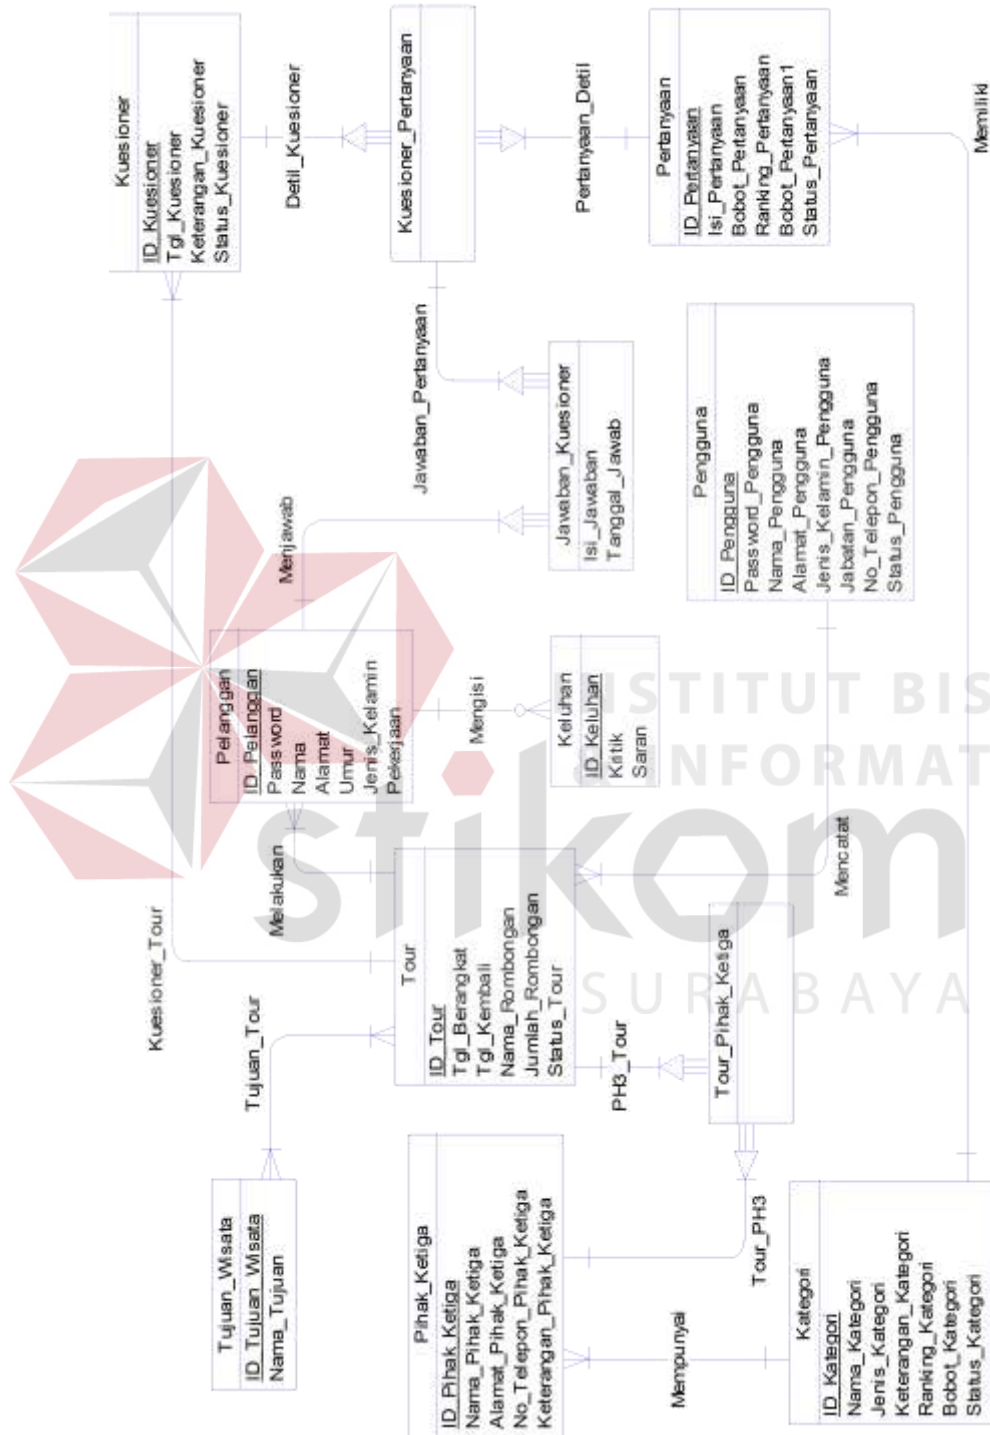 Tujuan_Wisata
ID_Tujuan_Wisata
Nama_Tujuan
Tujuan_Tour
Kuesioner_Tour
Kuesioner
ID_Kuesioner
Tgl_Kuesioner
Keterangan_Kuesioner
Status_Kuesioner
Detil_Kuesioner
Kuesioner_Pertanyaan
Pertanyaan_Detil
Pertanyaan
ID_Pertanyaan
Isi_Pertanyaan
Bobot_Pertanyaan
Ranking_Pertanyaan
Bobot_Pertanyaan1
Status_Pertanyaan
Memiliki
Jawaban_Pertanyaan
Jawaban_Kuesioner
Isi_Jawaban
Tanggal_Jawab
Menjawab
Pelanggan
ID_Pelanggan
Password
Nama
Alamat
Umur
Jenis_Kelamin
Pekerjaan
Melakukan
Mengisi
Keluhan
ID_Keluhan
Kritik
Saran
Pengguna
ID_Pengguna
Password_Pengguna
Nama_Pengguna
Alamat_Pengguna
Jenis_Kelamin_Pengguna
Jabatan_Pengguna
No_Telepon_Pengguna
Status_Pengguna
Mencatat
Tour
ID_Tour
Tgl_Berangkat
Tgl_Kembali
Nama_Rombongan
Jumlah_Rombongan
Status_Tour
PH3_Tour
Tour_Pihak_Ketiga
Tour_PH3
Pihak_Ketiga
ID_Pihak_Ketiga
Nama_Pihak_Ketiga
Alamat_Pihak_Ketiga
No_Telepon_Pihak_Ketiga
Keterangan_Pihak_Ketiga
Mempunyai
Kategori
ID_Kategori
Nama_Kategori
Jenis_Kategori
Keterangan_Kategori
Ranking_Kategori
Bobot_Kategori
Status_Kategori
INSTITUT BIS
& INFORMAT
stikom
SURABAYA